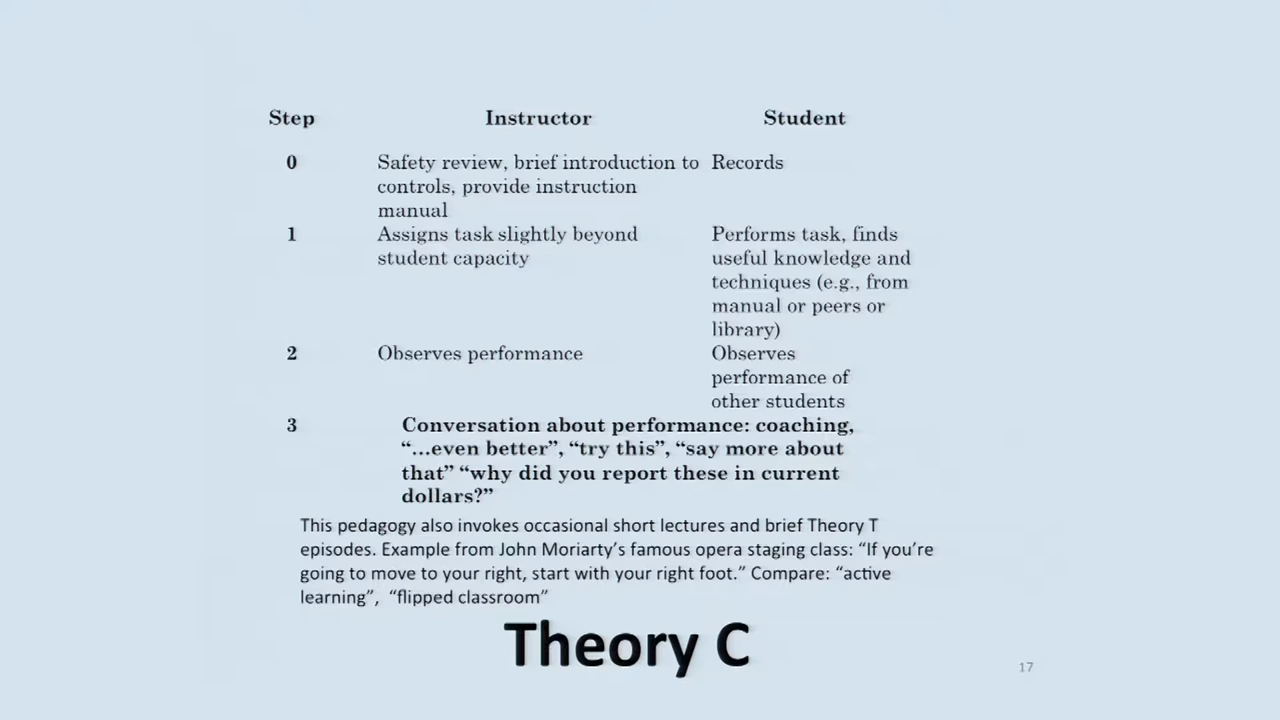 Step Instructor Student
0 Safety review, brief introduction to Records
controls, provide instruction
manual
1 Assigns task slightly beyond Performs task, finds
student capacity useful knowledge and
techniques (e.g., from
manual or peers or
library)
2 Observes performance Observes
performance of
other students
3 Conversation about performance: coaching,
“...even better”, “try this”, “say more about
that” “why did you report these in current
dollars?”
This pedagogy also invokes occasional short lectures and brief Theory T
episodes. Example from John Moriarty’s famous opera staging class: “If you’re
going to move to your right, start with your right foot.” Compare: “active
learning”, “flipped classroom”
Theory C
17